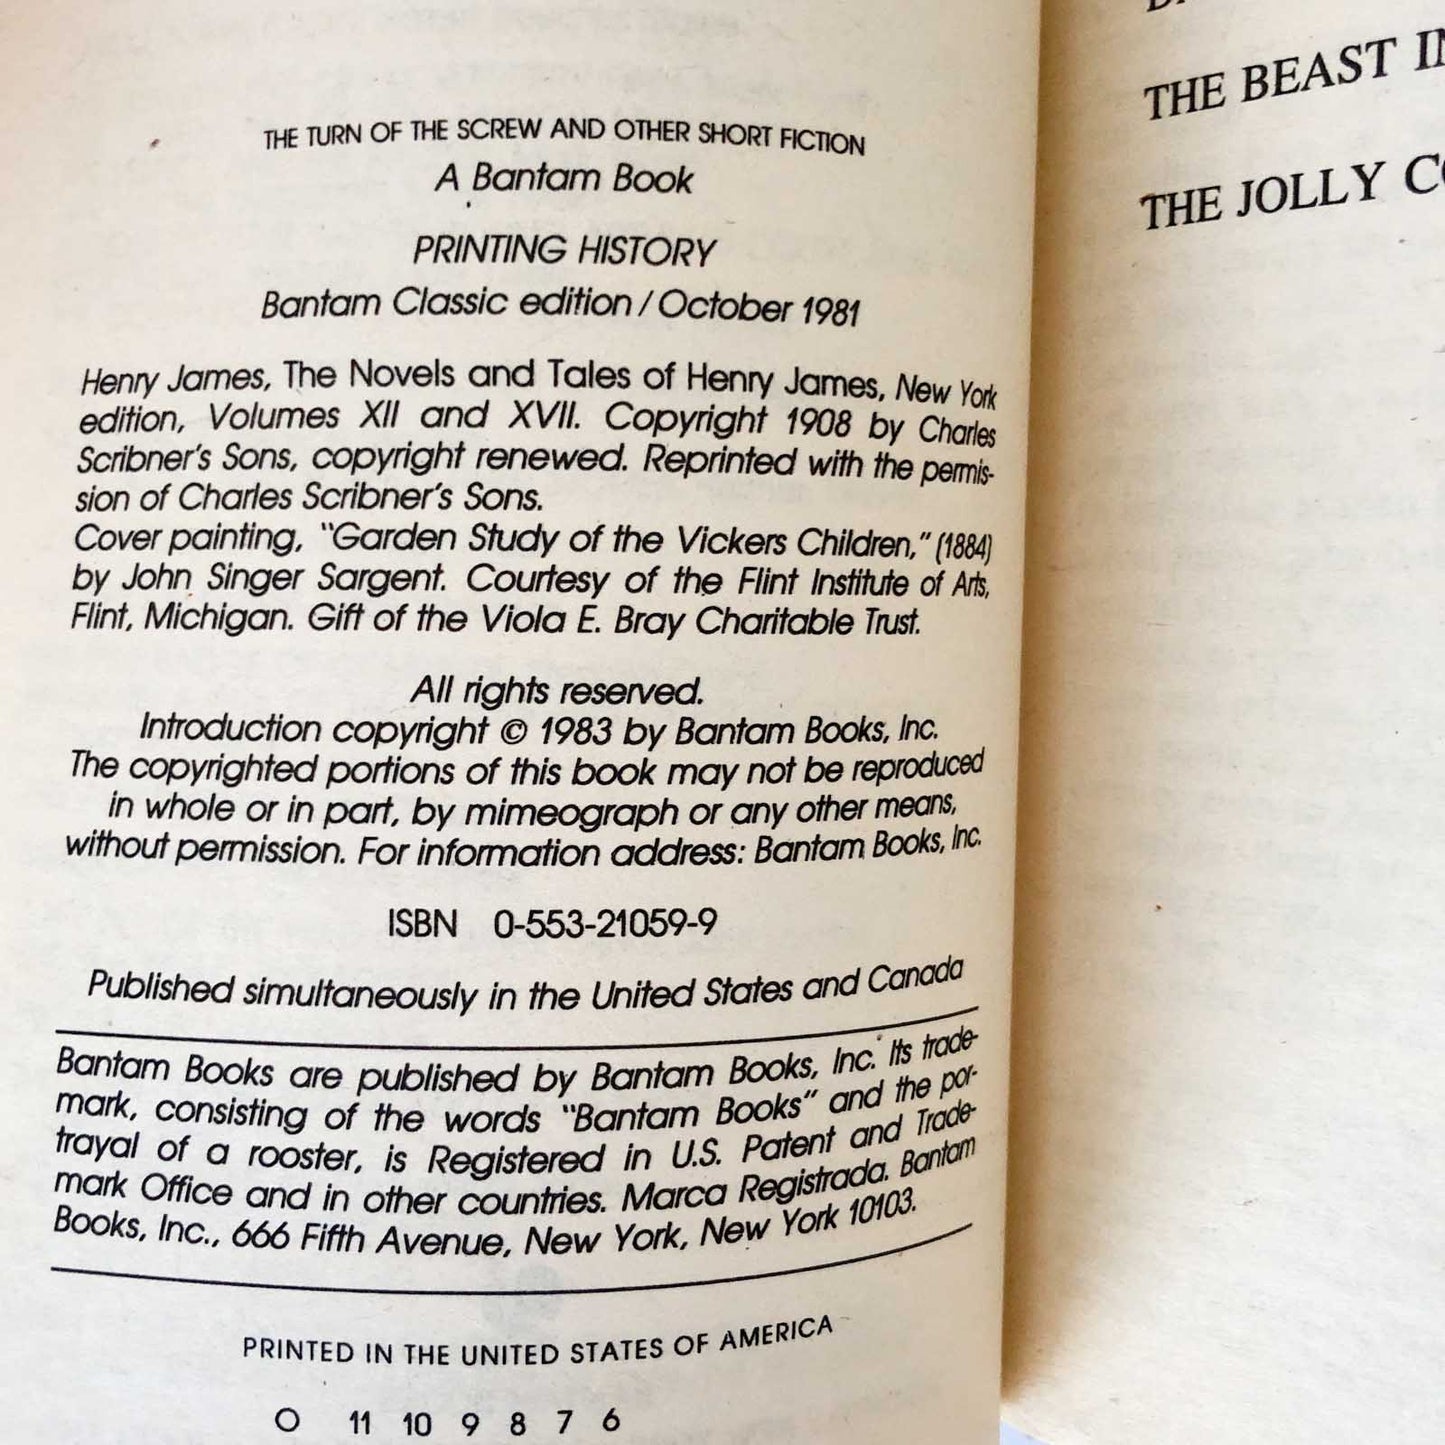 THE TURN OF THE SCREW AND OTHER SHORT FICTION
A Bantam Book
PRINTING HISTORY
Bantam Classic edition / October 1981
Henry James, The Novels and Tales of Henry James, New York
edition, Volumes XII and XVII. Copyright 1908 by Charles
Scribner's Sons, copyright renewed. Reprinted with the permis-
sion of Charles Scribner's Sons.
Cover painting, "Garden Study of the Vickers Children," (1884)
by John Singer Sargent. Courtesy of the Flint Institute of Arts,
Flint, Michigan. Gift of the Viola E. Bray Charitable Trust.
All rights reserved.
Introduction copyright © 1983 by Bantam Books, Inc.
The copyrighted portions of this book may not be reproduced
in whole or in part, by mimeograph or any other means,
without permission. For information address: Bantam Books, Inc.
ISBN 0-553-21059-9
Published simultaneously in the United States and Canada
Bantam Books are published by Bantam Books, Inc. Its trade-
mark, consisting of the words "Bantam Books" and the por-
trayal of a rooster, is Registered in U.S. Patent and Trade-
mark Office and in other countries. Marca Registrada. Bantam
Books, Inc., 666 Fifth Avenue, New York, New York 10103.
PRINTED IN THE UNITED STATES OF AMERICA
O 11 10 9 8 7 6
THE BEAST
THE JOLLY